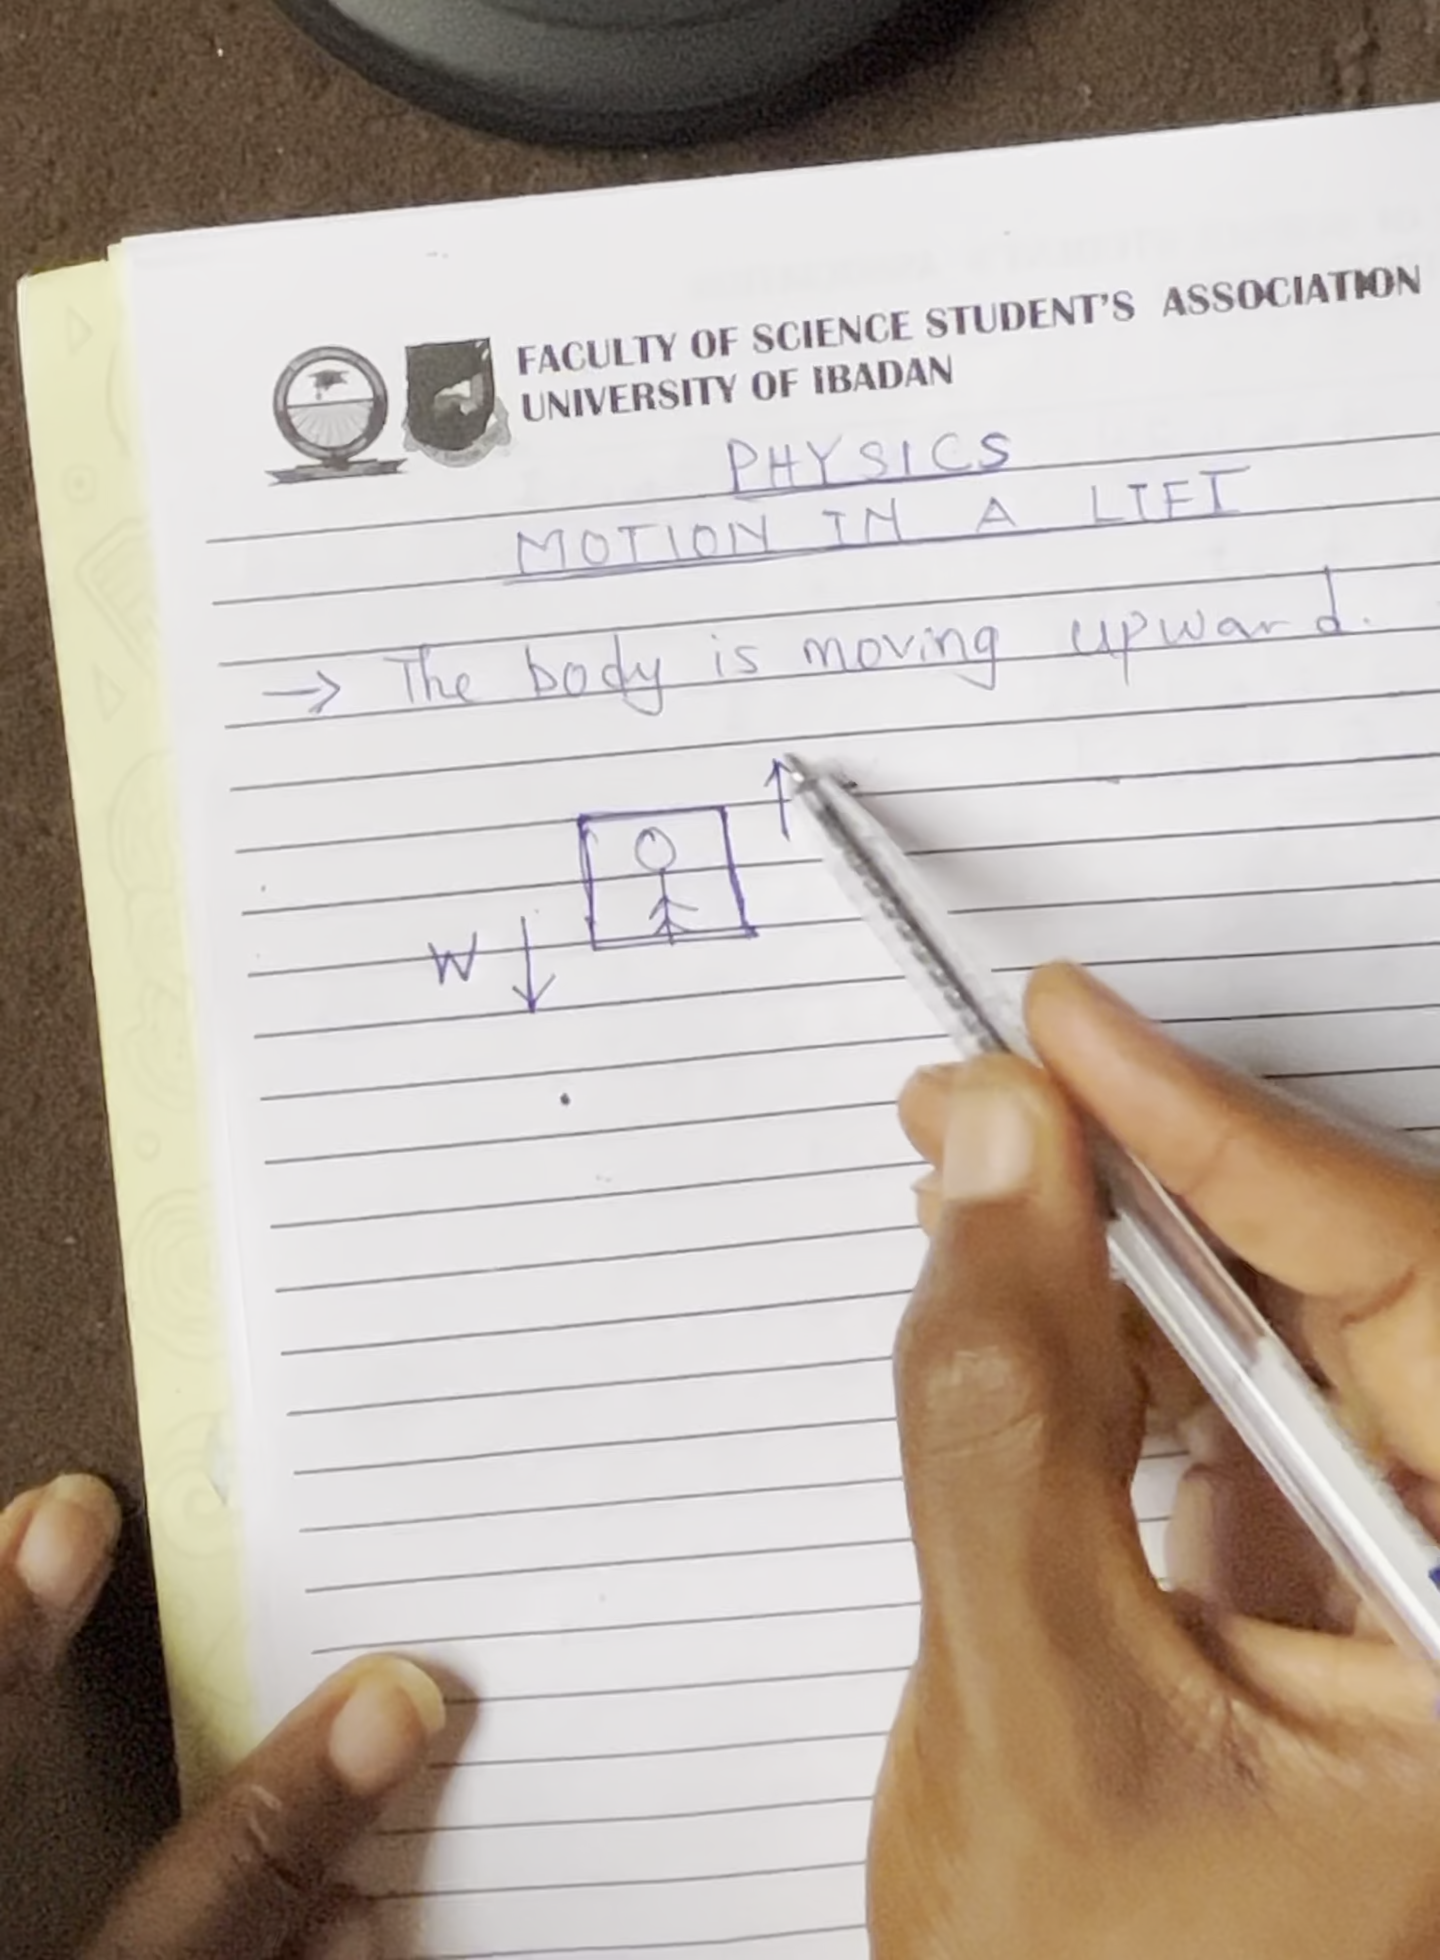 FACULTY OF SCIENCE STUDENT'S ASSOCIATION
UNIVERSITY OF IBADAN
PHYSICS
MOTION IN A LIFT
→ The body is moving upward.
W